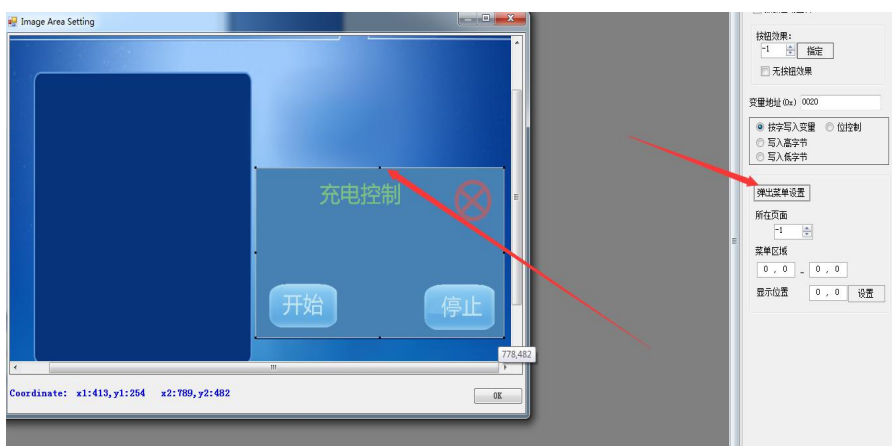 Image Area Setting
充电控制
开始
停止
778,482
Coordinate: x1:413,y1:254 x2:789,y2:482
OK
按钮效果:
-1
指定
无按钮效果
变量地址(0x) 0020
按字写入变量 位控制
写入高字节
写入低字节
弹出菜单设置
所在页面
-1
菜单区域
0 , 0 - 0 , 0
显示位置 0 , 0 设置